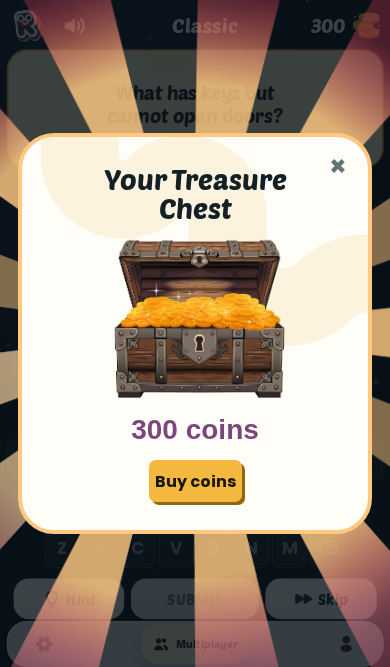 Classic
300
What has keys but
cannot open doors?
Your Treasure
Chest
300 coins
Buy coins
Z X C V B N M
Hint
SUBMIT
Skip
Multiplayer